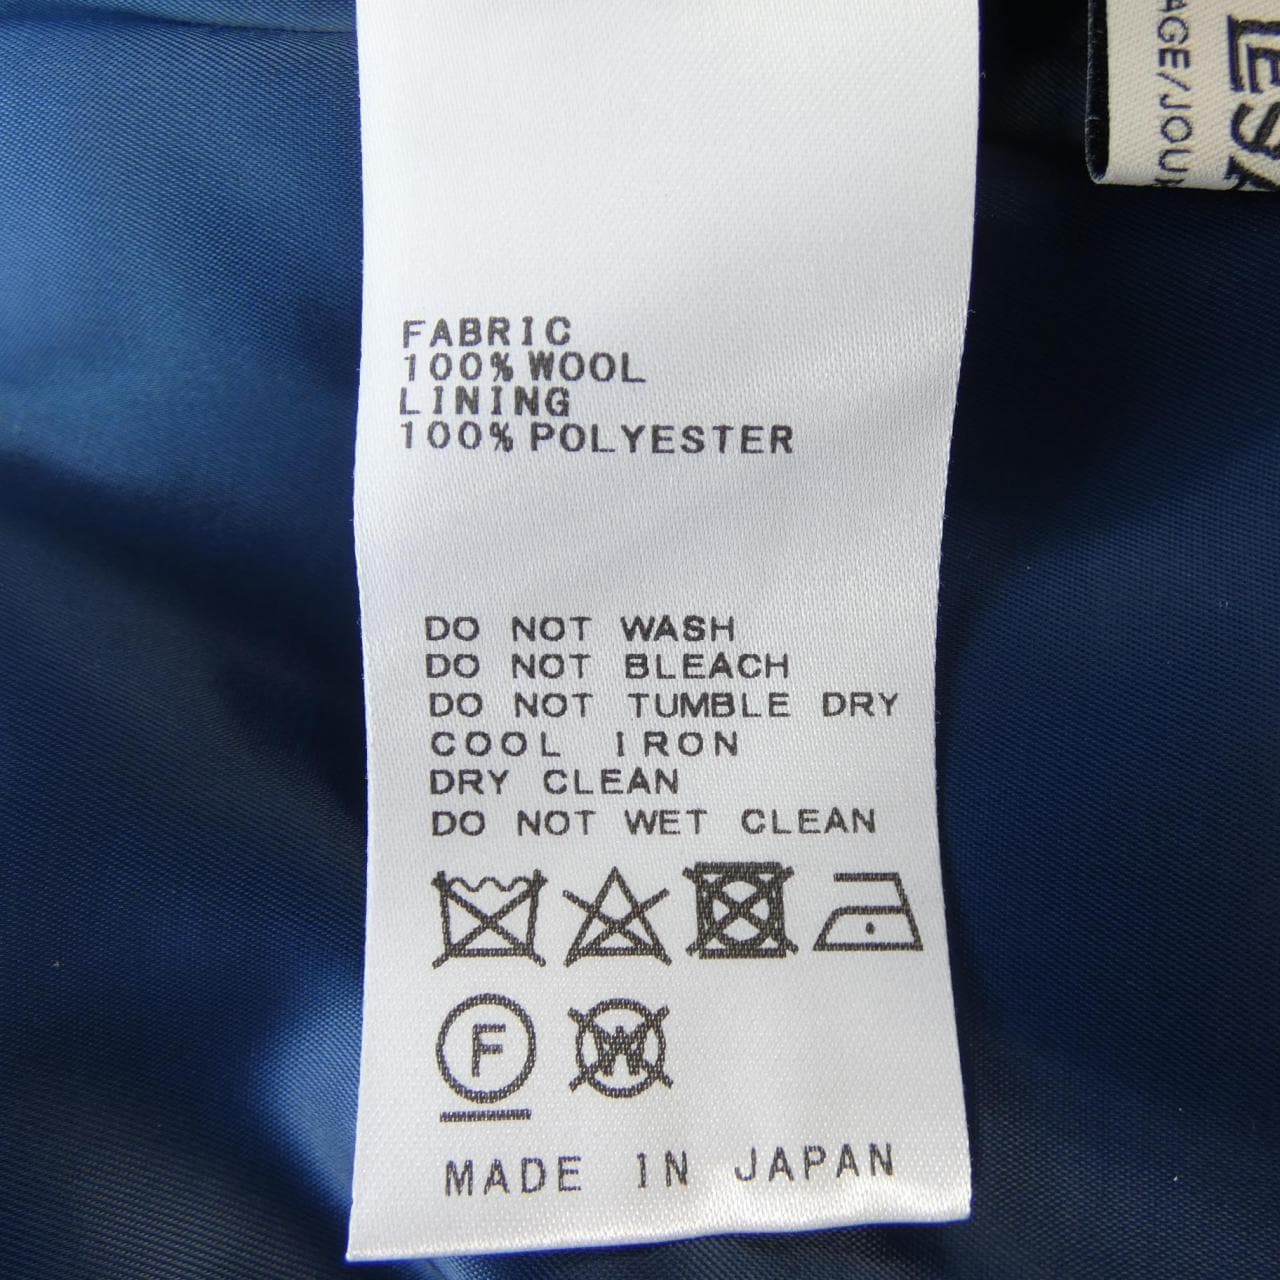 FABRIC
100% WOOL
LINING
100% POLYESTER
DO NOT WASH
DO NOT BLEACH
DO NOT TUMBLE DRY
COOL IRON
DRY CLEAN
DO NOT WET CLEAN
F W
MADE IN JAPAN